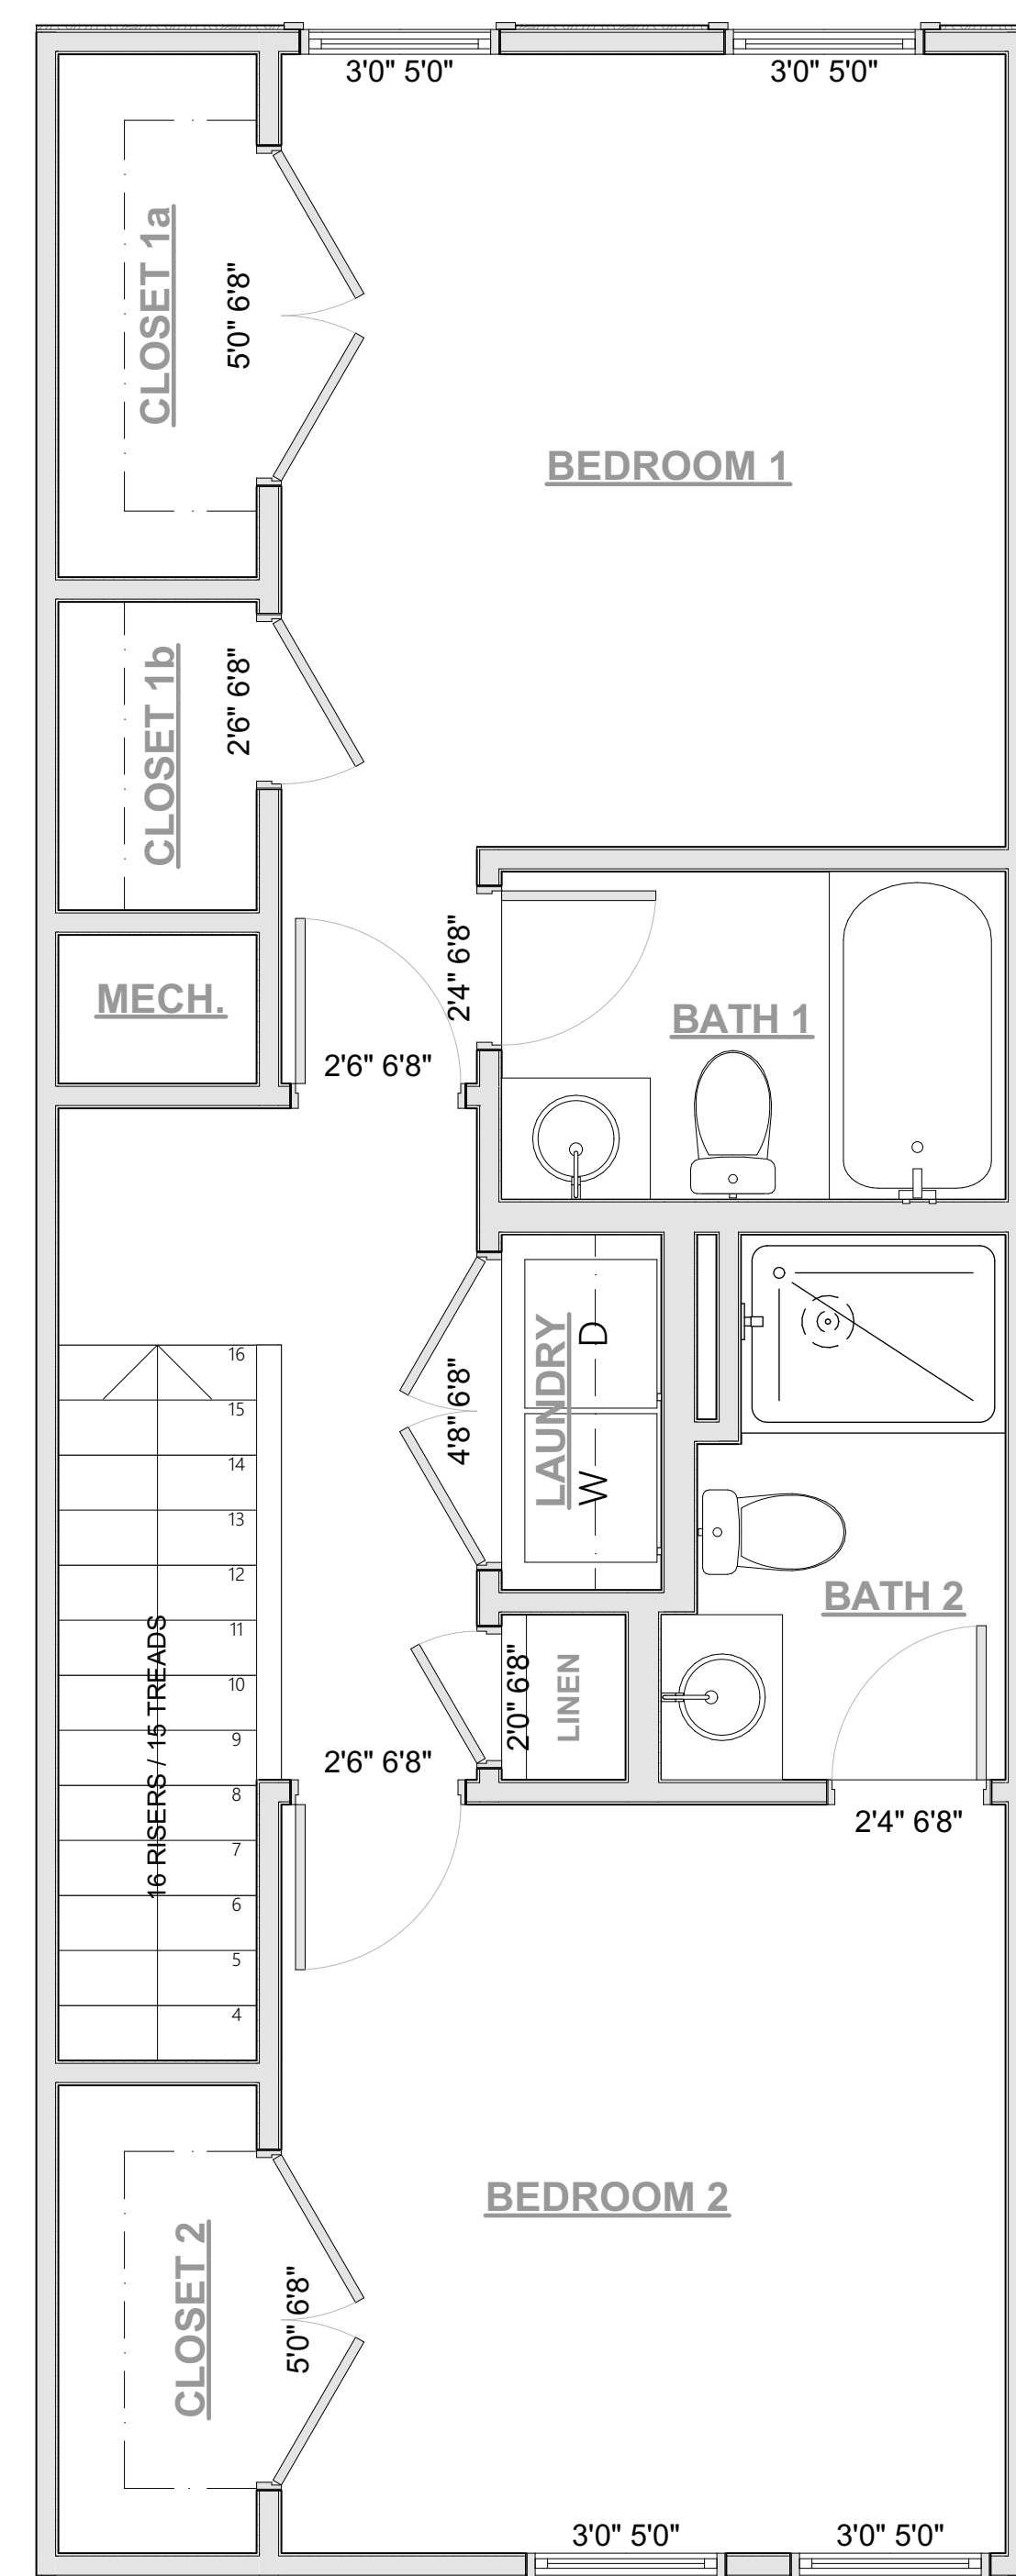 3'0" 5'0"
3'0" 5'0"
CLOSET 1a
5'0" 6'8"
BEDROOM 1
CLOSET 1b
2'6" 6'8"
MECH.
2'4" 6'8"
BATH 1
2'6" 6'8"
LAUNDRY
D
W
4'8" 6'8"
16
15
14
13
12
11
10
9
8
7
6
5
4
16 RISERS / 15 TREADS
BATH 2
2'0" 6'8"
LINEN
2'6" 6'8"
2'4" 6'8"
BEDROOM 2
CLOSET 2
5'0" 6'8"
3'0" 5'0"
3'0" 5'0"